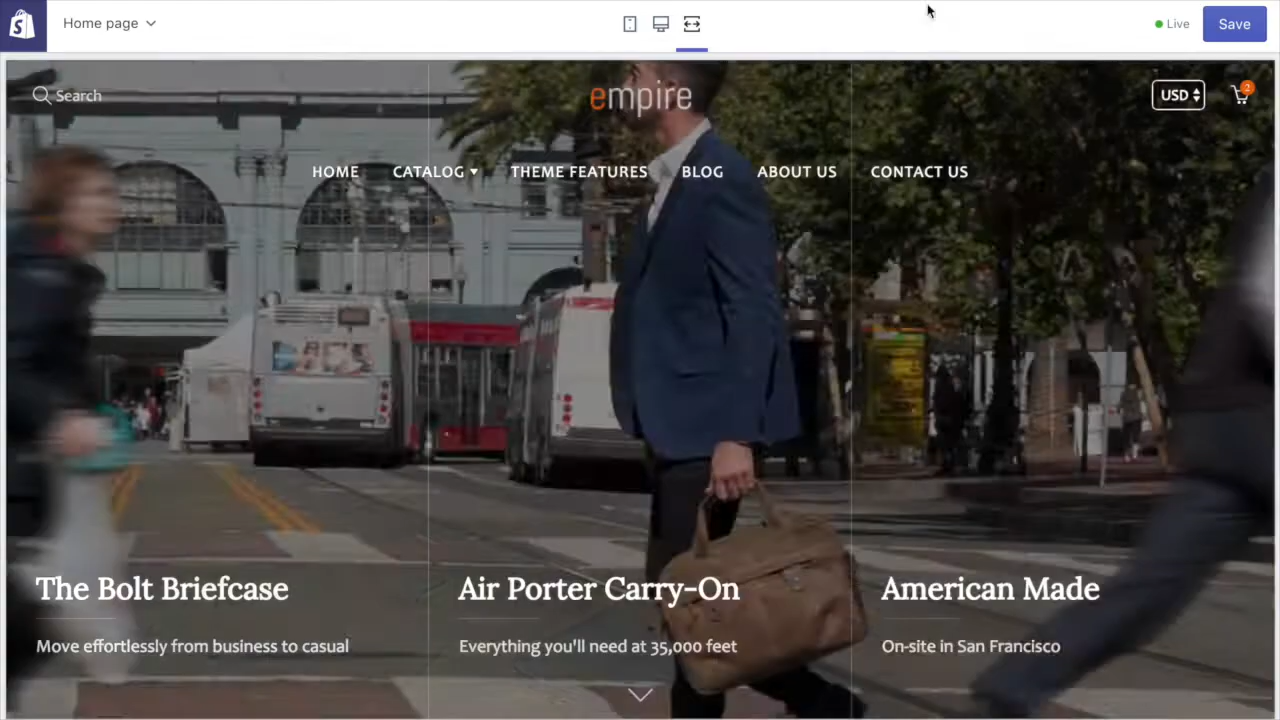 Home page
Live
Save
Search
empire
USD
2
HOME
CATALOG
THEME FEATURES
BLOG
ABOUT US
CONTACT US
The Bolt Briefcase
Air Porter Carry-On
American Made
Move effortlessly from business to casual
Everything you'll need at 35,000 feet
On-site in San Francisco